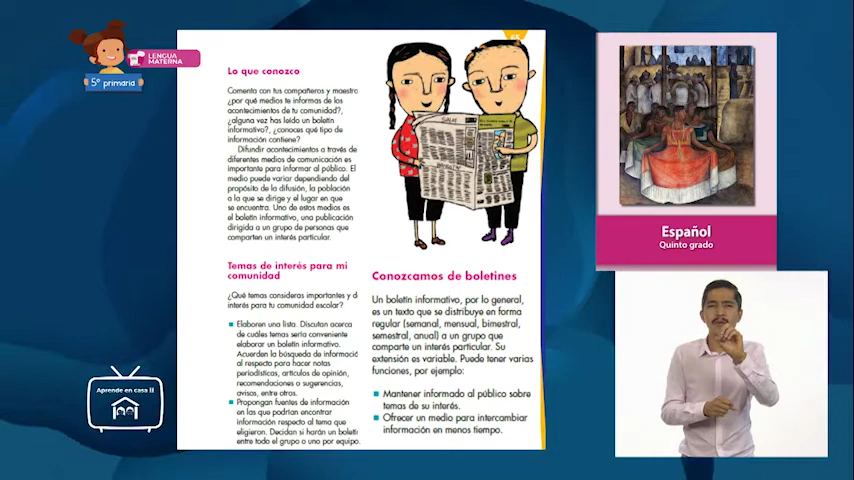 LENGUA
MATERNA
5° primaria
Lo que conozco
Comenta con tus compañeros y maestro
¿por qué medios te informas de los
acontecimientos de tu comunidad?,
¿alguna vez has leído un boletín
informativo?, ¿conoces qué tipo de
información contiene?
Difundir acontecimientos a través de
diferentes medios de comunicación es
importante para informar al público. El
medio puede variar dependiendo del
propósito de la difusión, la población
a la que se dirige y el lugar en que
se encuentra. Uno de estos medios es
el boletín informativo, una publicación
dirigida a un grupo de personas que
comparten un interés particular.
Temas de interés para mi
comunidad
¿Qué temas consideras importantes y d
interés para tu comunidad escolar?
Elaboren una lista. Discutan acerca
de cuáles temas sería conveniente
elaborar un boletín informativo.
Acuerden la búsqueda de informació
al respecto para hacer notas
periodísticas, artículos de opinión,
recomendaciones o sugerencias,
avisos, entre otros.
Propongan fuentes de información
en las que podrían encontrar
información respecto al tema que
eligieron. Decidan si harán un boletí
entre todo el grupo o uno por equipo.
Conozcamos de boletines
Un boletín informativo, por lo general,
es un texto que se distribuye en forma
regular (semanal, mensual, bimestral,
semestral, anual) a un grupo que
comparte un interés particular. Su
extensión es variable. Puede tener varias
funciones, por ejemplo:
Mantener informado al público sobre
temas de su interés.
Ofrecer un medio para intercambiar
información en menos tiempo.
Español
Quinto grado
Aprende en casa II